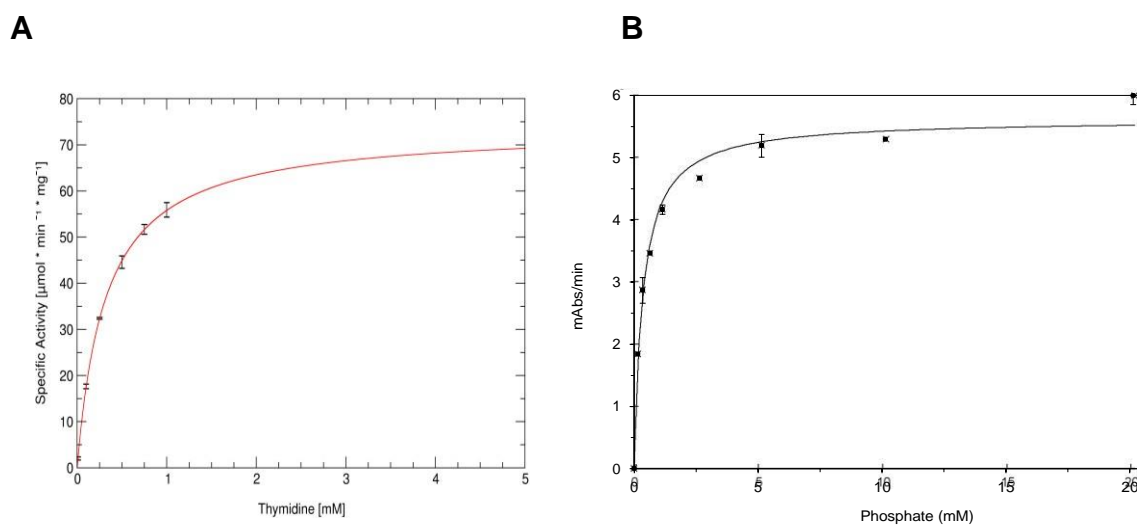 A
B
80
70
60
50
40
30
20
10
0
Specific Activity [µmol * min⁻¹ * mg⁻¹]
0 1 2 3 4 5
Thymidine [mM]
6
5
4
3
2
1
0
mAbs/min
0 5 10 15 20
Phosphate (mM)